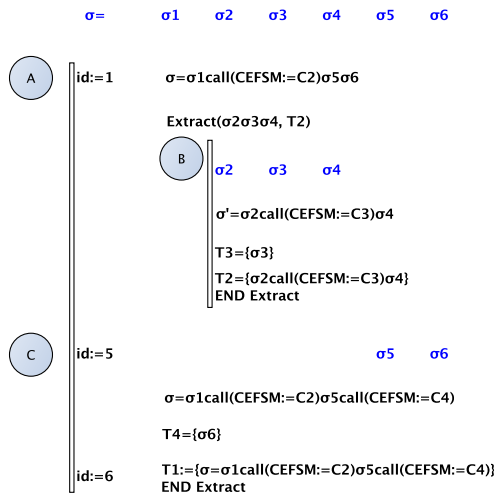 σ= σ1 σ2 σ3 σ4 σ5 σ6
A id:=1 σ=σ1call(CEFSM:=C2)σ5σ6
Extract(σ2σ3σ4, T2)
B
σ2 σ3 σ4
σ'=σ2call(CEFSM:=C3)σ4
T3={σ3}
T2={σ2call(CEFSM:=C3)σ4}
END Extract
C id:=5 σ5 σ6
σ=σ1call(CEFSM:=C2)σ5call(CEFSM:=C4)
T4={σ6}
id:=6 T1:={σ=σ1call(CEFSM:=C2)σ5call(CEFSM:=C4)}
END Extract